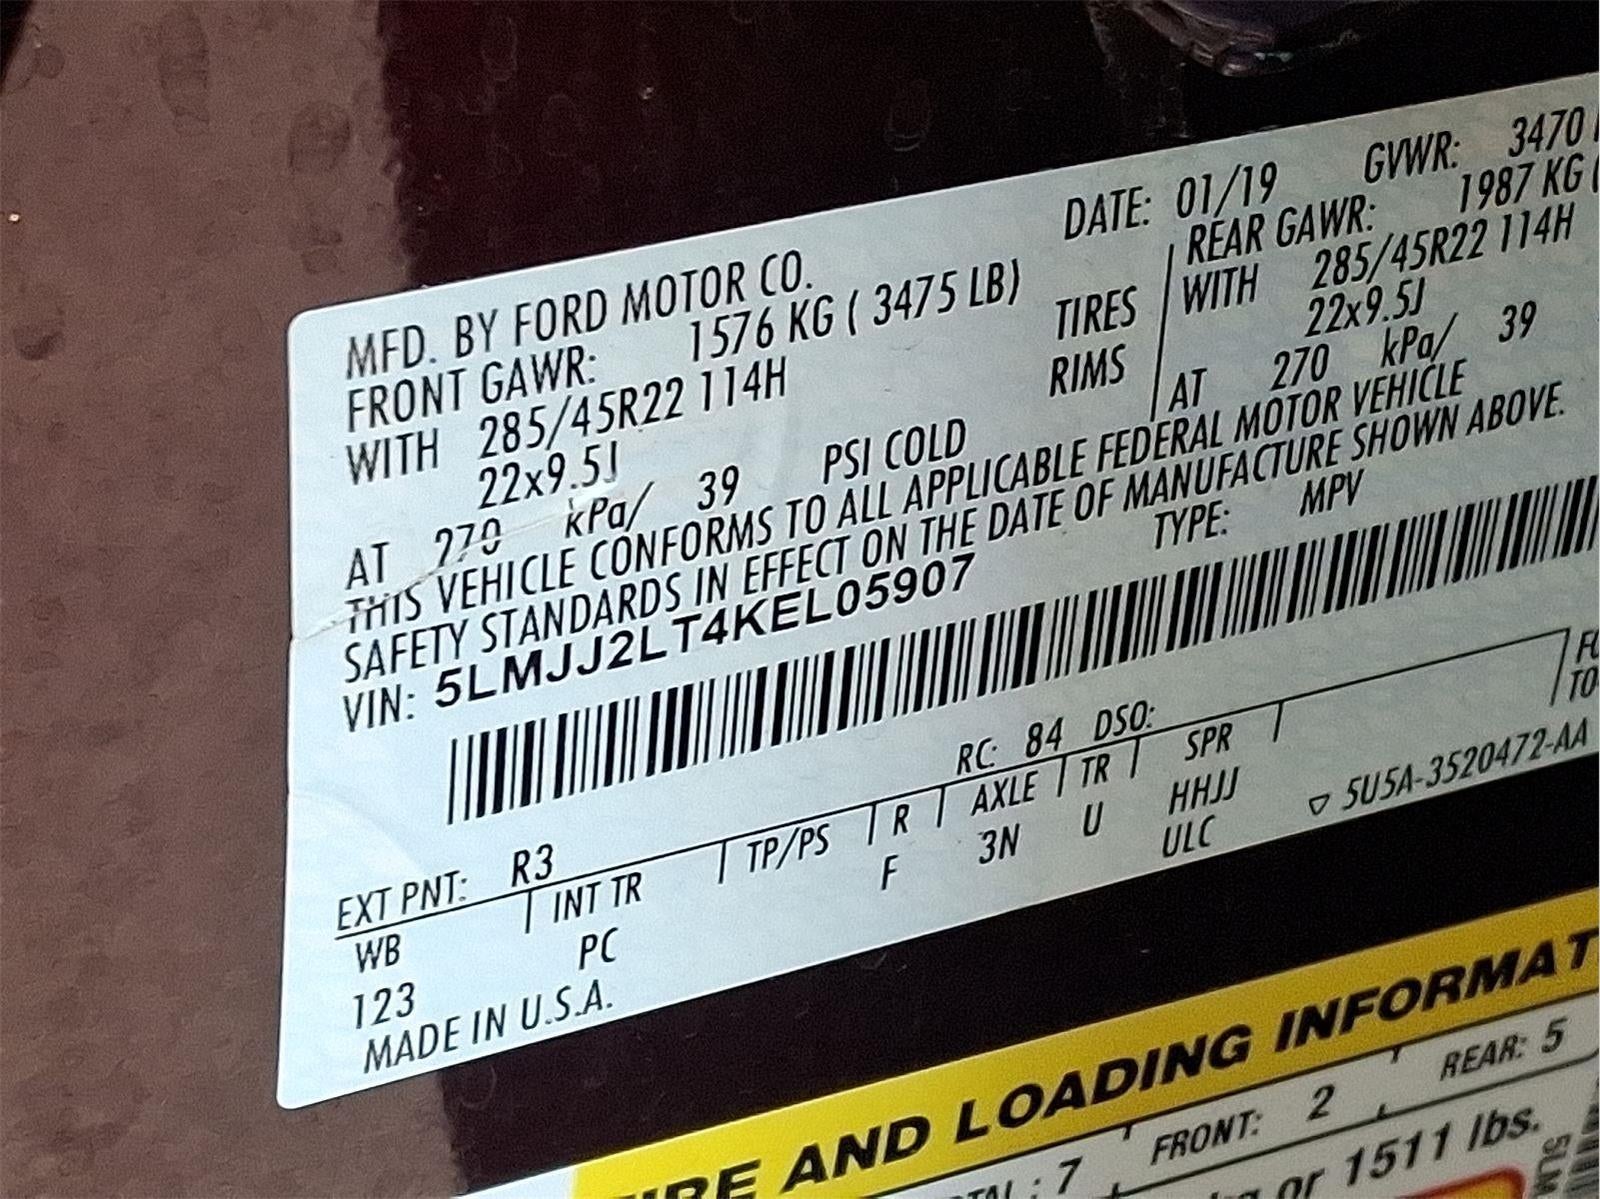 MFD. BY FORD MOTOR CO.
DATE: 01/19 GVWR: 3470
FRONT GAWR: 1576 KG ( 3475 LB)
REAR GAWR: 1987 KG (
WITH 285/45R22 114H TIRES WITH 285/45R22 114H
22x9.5J RIMS 22x9.5J
AT 270 kPa/ 39 PSI COLD AT 270 kPa/ 39
THIS VEHICLE CONFORMS TO ALL APPLICABLE FEDERAL MOTOR VEHICLE
SAFETY STANDARDS IN EFFECT ON THE DATE OF MANUFACTURE SHOWN ABOVE.
VIN: 5LMJJ2LT4KEL05907 TYPE: MPV
EXT PNT: R3 RC: 84 DSO:
WB INT TR TP/PS R AXLE TR SPR
123 PC F 3N U HHJJ
ULC
MADE IN U.S.A. ▽ 5U5A-3520472-AA
AND LOADING
FRONT: 2 REAR: 5
7
or 1511 lbs.